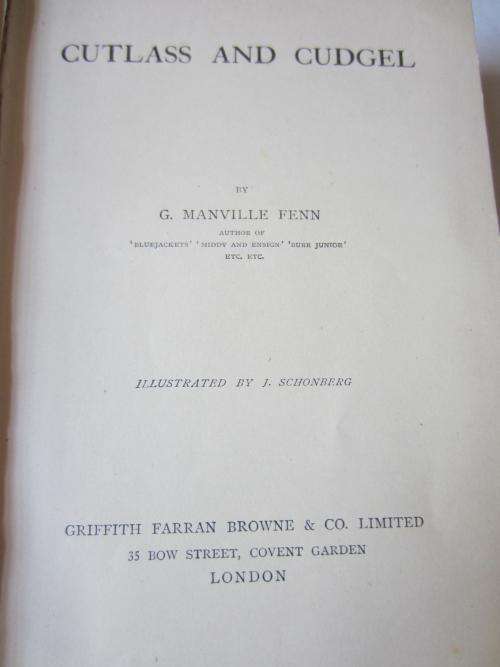 CUTLASS AND CUDGEL
BY
G. MANVILLE FENN
AUTHOR OF
'BLUEJACKETS' 'MIDDY AND ENSIGN' 'BURR JUNIOR'
ETC. ETC.
ILLUSTRATED BY J. SCHONBERG
GRIFFITH FARRAN BROWNE & CO. LIMITED
35 BOW STREET, COVENT GARDEN
LONDON